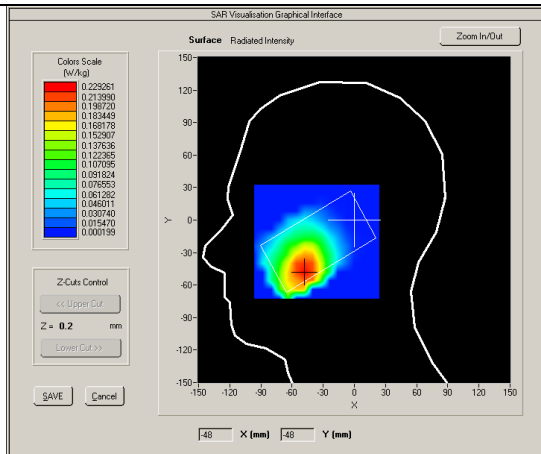 SAR Visualisation Graphical Interface
Surface Radiated Intensity
Zoom In/Out
Colors Scale
(W/kg)
0.229261
0.213990
0.198720
0.183449
0.168178
0.152907
0.137636
0.122365
0.107095
0.091824
0.076553
0.061282
0.046011
0.030740
0.015470
0.000199
Z-Cuts Control
<< Upper Cut
Z = 0.2 mm
Lower Cut >>
SAVE Cancel
150-
120-
90-
60-
30-
0-
-30-
-60-
-90-
-120-
-150-
Y
-150 -120 -90 -60 -30 0 30 60 90 120 150
X
-48 X (mm) -48 Y (mm)